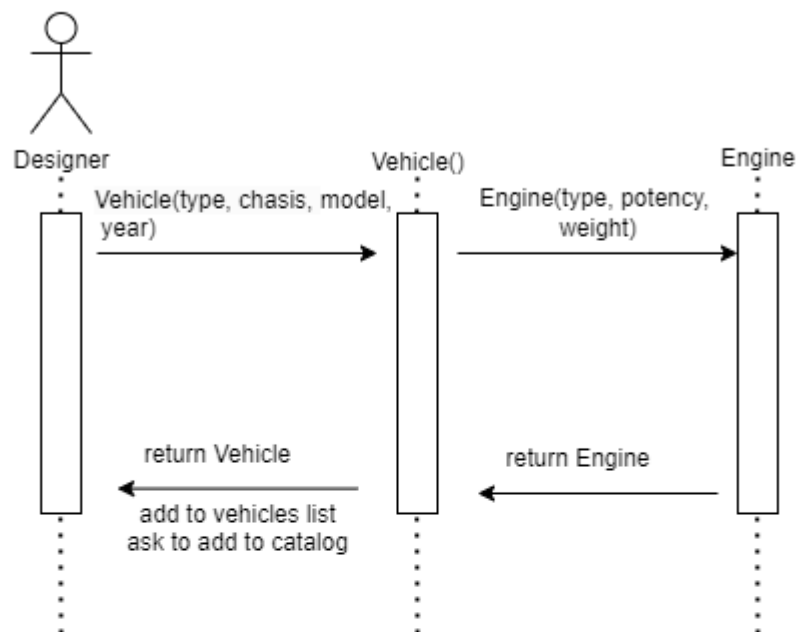 Designer
Vehicle()
Engine
Vehicle(type, chasis, model,
year)
Engine(type, potency,
weight)
return Vehicle
return Engine
add to vehicles list
ask to add to catalog